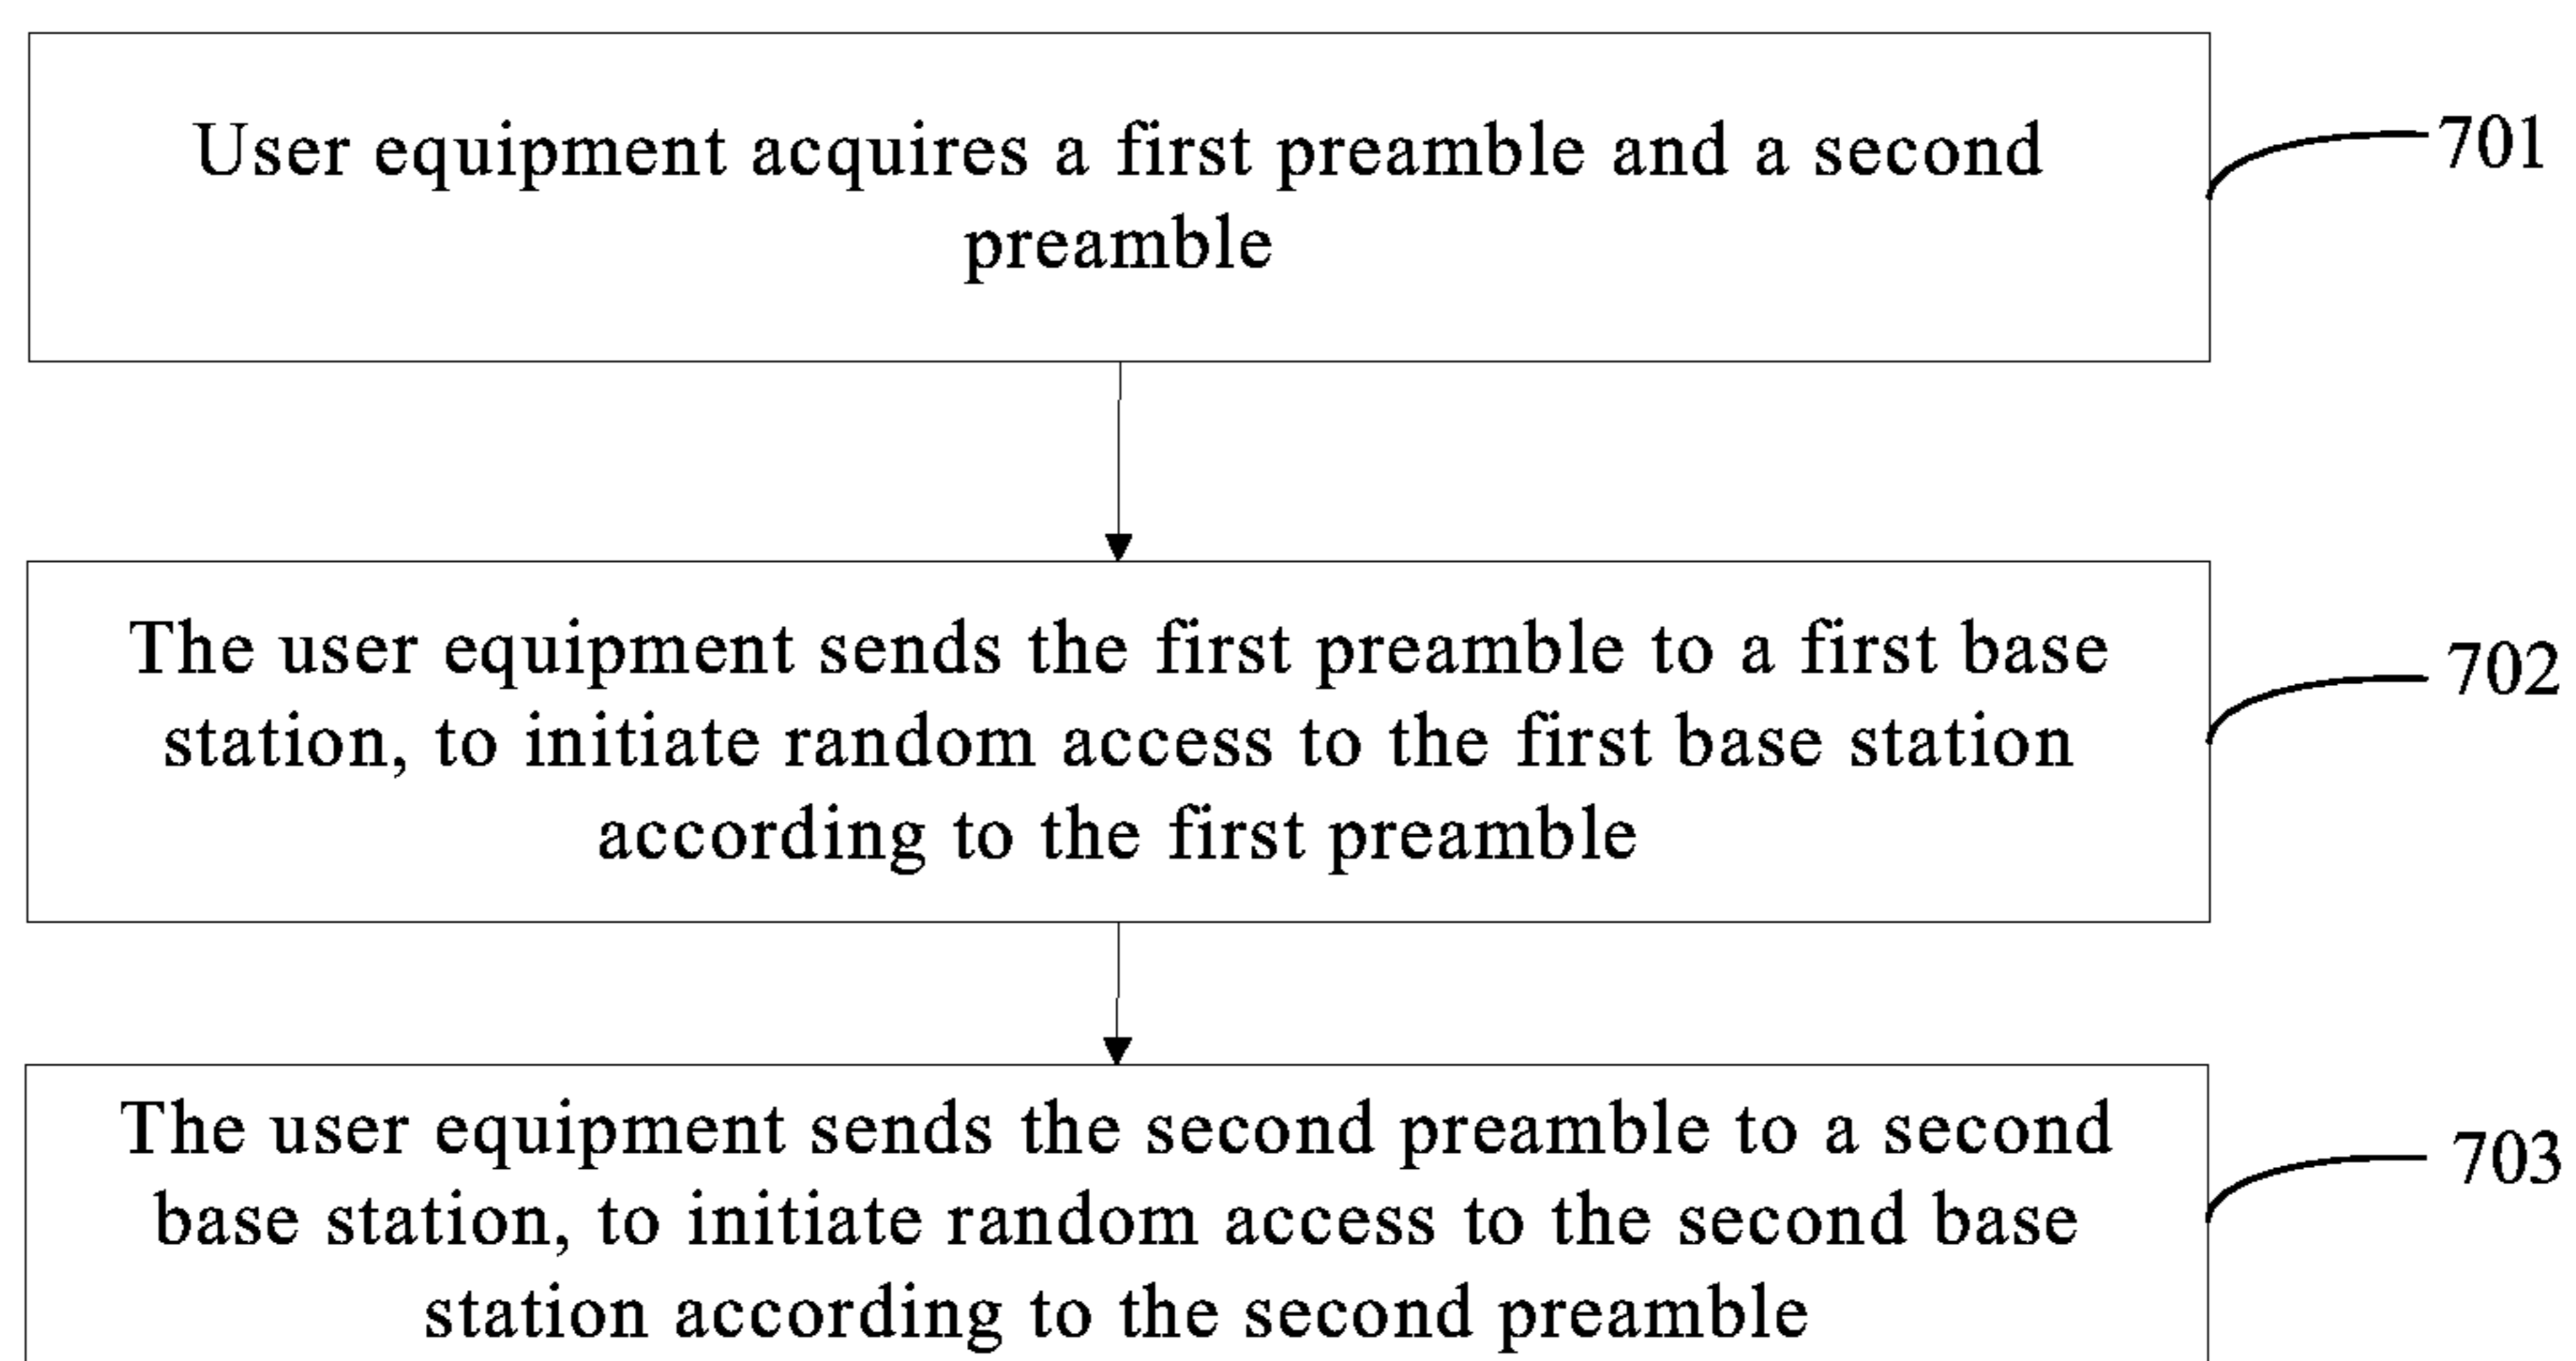 User equipment acquires a first preamble and a second
preamble
701
The user equipment sends the first preamble to a first base
station, to initiate random access to the first base station
according to the first preamble
702
The user equipment sends the second preamble to a second
base station, to initiate random access to the second base
station according to the second preamble
703